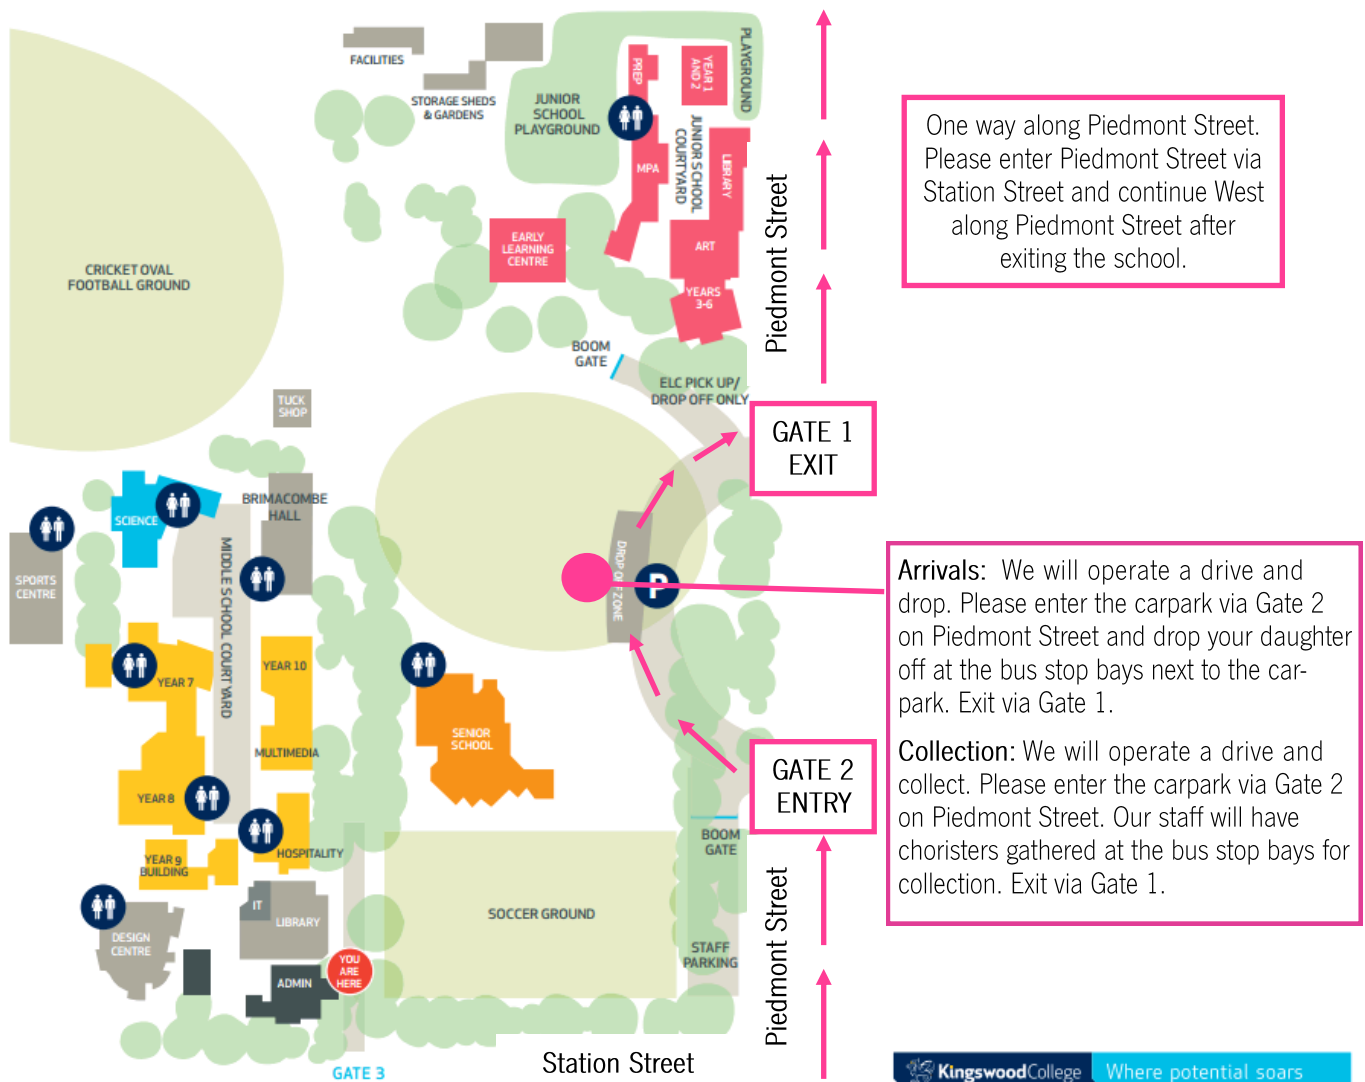 FACILITIES
STORAGE SHEDS
& GARDENS
JUNIOR
SCHOOL
PLAYGROUND
PREP
YEAR 1
AND 2
PLAYGROUND
JUNIOR SCHOOL
COURTYARD
MPA
LIBRARY
EARLY
LEARNING
CENTRE
ART
YEARS
3-6
Piedmont Street
One way along Piedmont Street.
Please enter Piedmont Street via
Station Street and continue West
along Piedmont Street after
exiting the school.
CRICKET OVAL
FOOTBALL GROUND
BOOM
GATE
ELC PICK UP/
DROP OFF ONLY
TUCK
SHOP
GATE 1
EXIT
BRIMACOMBE
HALL
SCIENCE
SPORTS
CENTRE
MIDDLE SCHOOL COURTYARD
DROP OFF ZONE
P
Arrivals: We will operate a drive and
drop. Please enter the carpark via Gate 2
on Piedmont Street and drop your daughter
off at the bus stop bays next to the car-
park. Exit via Gate 1.
Collection: We will operate a drive and
collect. Please enter the carpark via Gate 2
on Piedmont Street. Our staff will have
choristers gathered at the bus stop bays for
collection. Exit via Gate 1.
YEAR 7
YEAR 10
SENIOR
SCHOOL
MULTIMEDIA
GATE 2
ENTRY
YEAR 8
BOOM
GATE
HOSPITALITY
YEAR 9
BUILDING
IT
LIBRARY
SOCCER GROUND
DESIGN
CENTRE
STAFF
PARKING
YOU
ARE
HERE
ADMIN
Piedmont Street
Station Street
GATE 3
KingswoodCollege
Where potential soars